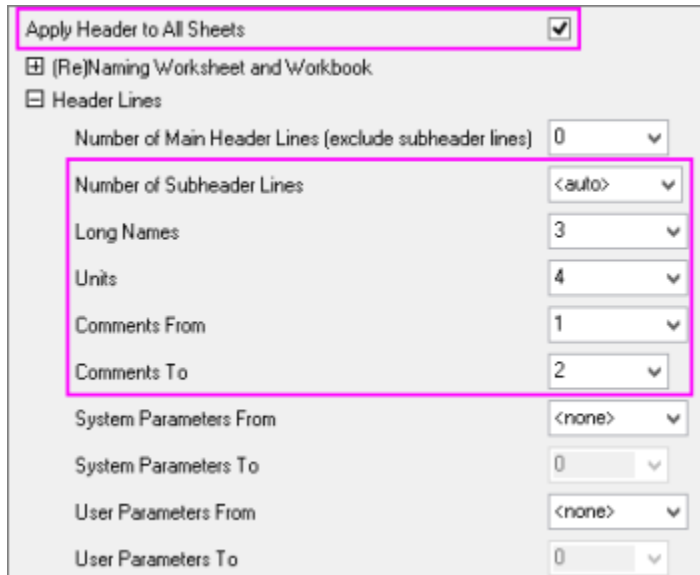 Apply Header to All Sheets
(Re)Naming Worksheet and Workbook
Header Lines
Number of Main Header Lines (exclude subheader lines) 0
Number of Subheader Lines <auto>
Long Names 3
Units 4
Comments From 1
Comments To 2
System Parameters From <none>
System Parameters To 0
User Parameters From <none>
User Parameters To 0